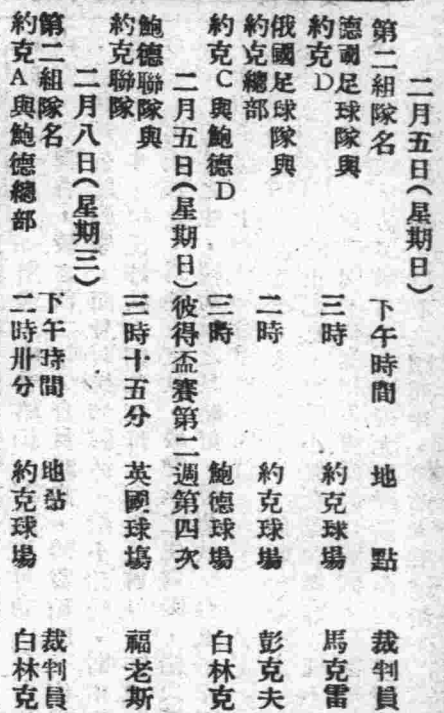 二月五日(星期日)
第二組隊名 下午時間 地點 裁判員
德國足球隊與
約克D 三時 約克球場 馬克雷
俄國足球隊與
約克總部 二時 約克球場 彭克夫
約克C與鮑德D 三時 鮑德球場 白林克
二月五日(星期日)彼得盃賽第二週第四次
鮑德聯隊與
約克聯隊 三時十五分 英國球塲 福老斯
二月八日(星期三)
第二組隊名 下午時間 地點 裁判員
約克A與鮑德總部 二時卅分 約克球場 白林克